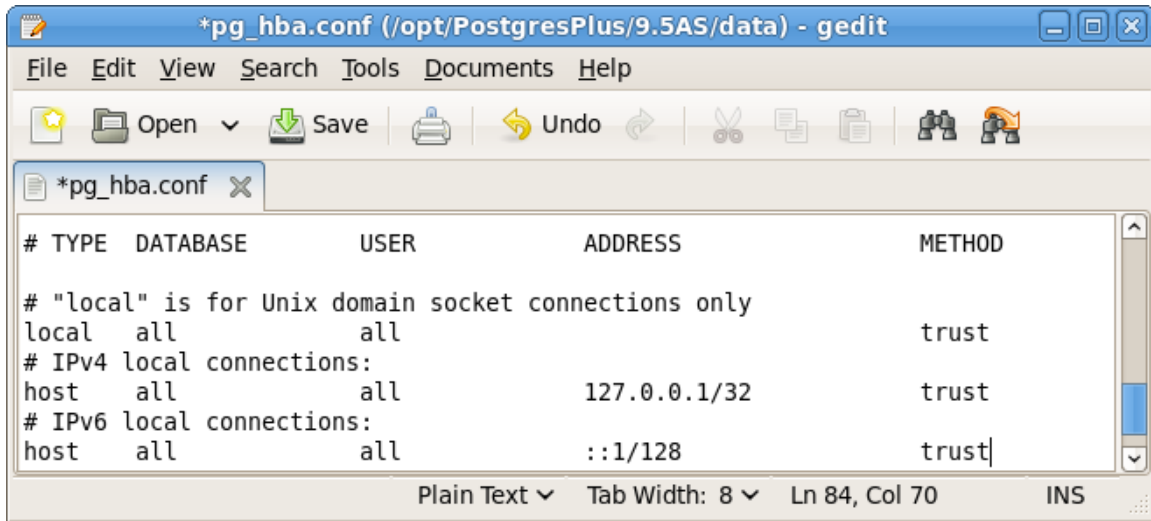 *pg_hba.conf (/opt/PostgresPlus/9.5AS/data) - gedit
File Edit View Search Tools Documents Help
Open Save Undo
*pg_hba.conf
# TYPE  DATABASE        USER            ADDRESS                 METHOD
# "local" is for Unix domain socket connections only
local   all             all                                     trust
# IPv4 local connections:
host    all             all             127.0.0.1/32            trust
# IPv6 local connections:
host    all             all             ::1/128                 trust
Plain Text Tab Width: 8 Ln 84, Col 70 INS